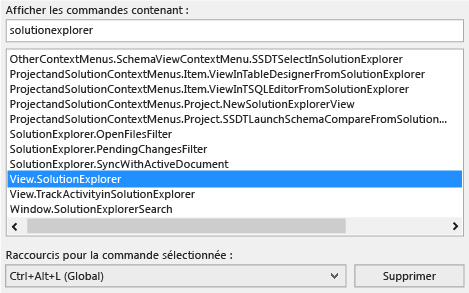 Afficher les commandes contenant :
solutionexplorer
OtherContextMenus.SchemaViewContextMenu.SSDTSelectInSolutionExplorer
ProjectandSolutionContextMenus.Item.ViewInTableDesignerFromSolutionExplorer
ProjectandSolutionContextMenus.Item.ViewInTSQLEditorFromSolutionExplorer
ProjectandSolutionContextMenus.Project.NewSolutionExplorerView
ProjectandSolutionContextMenus.Project.SSDTLaunchSchemaCompareFromSolution...
SolutionExplorer.OpenFilesFilter
SolutionExplorer.PendingChangesFilter
SolutionExplorer.SyncWithActiveDocument
View.SolutionExplorer
View.TrackActivityinSolutionExplorer
Window.SolutionExplorerSearch
Raccourcis pour la commande sélectionnée :
Ctrl+Alt+L (Global) Supprimer